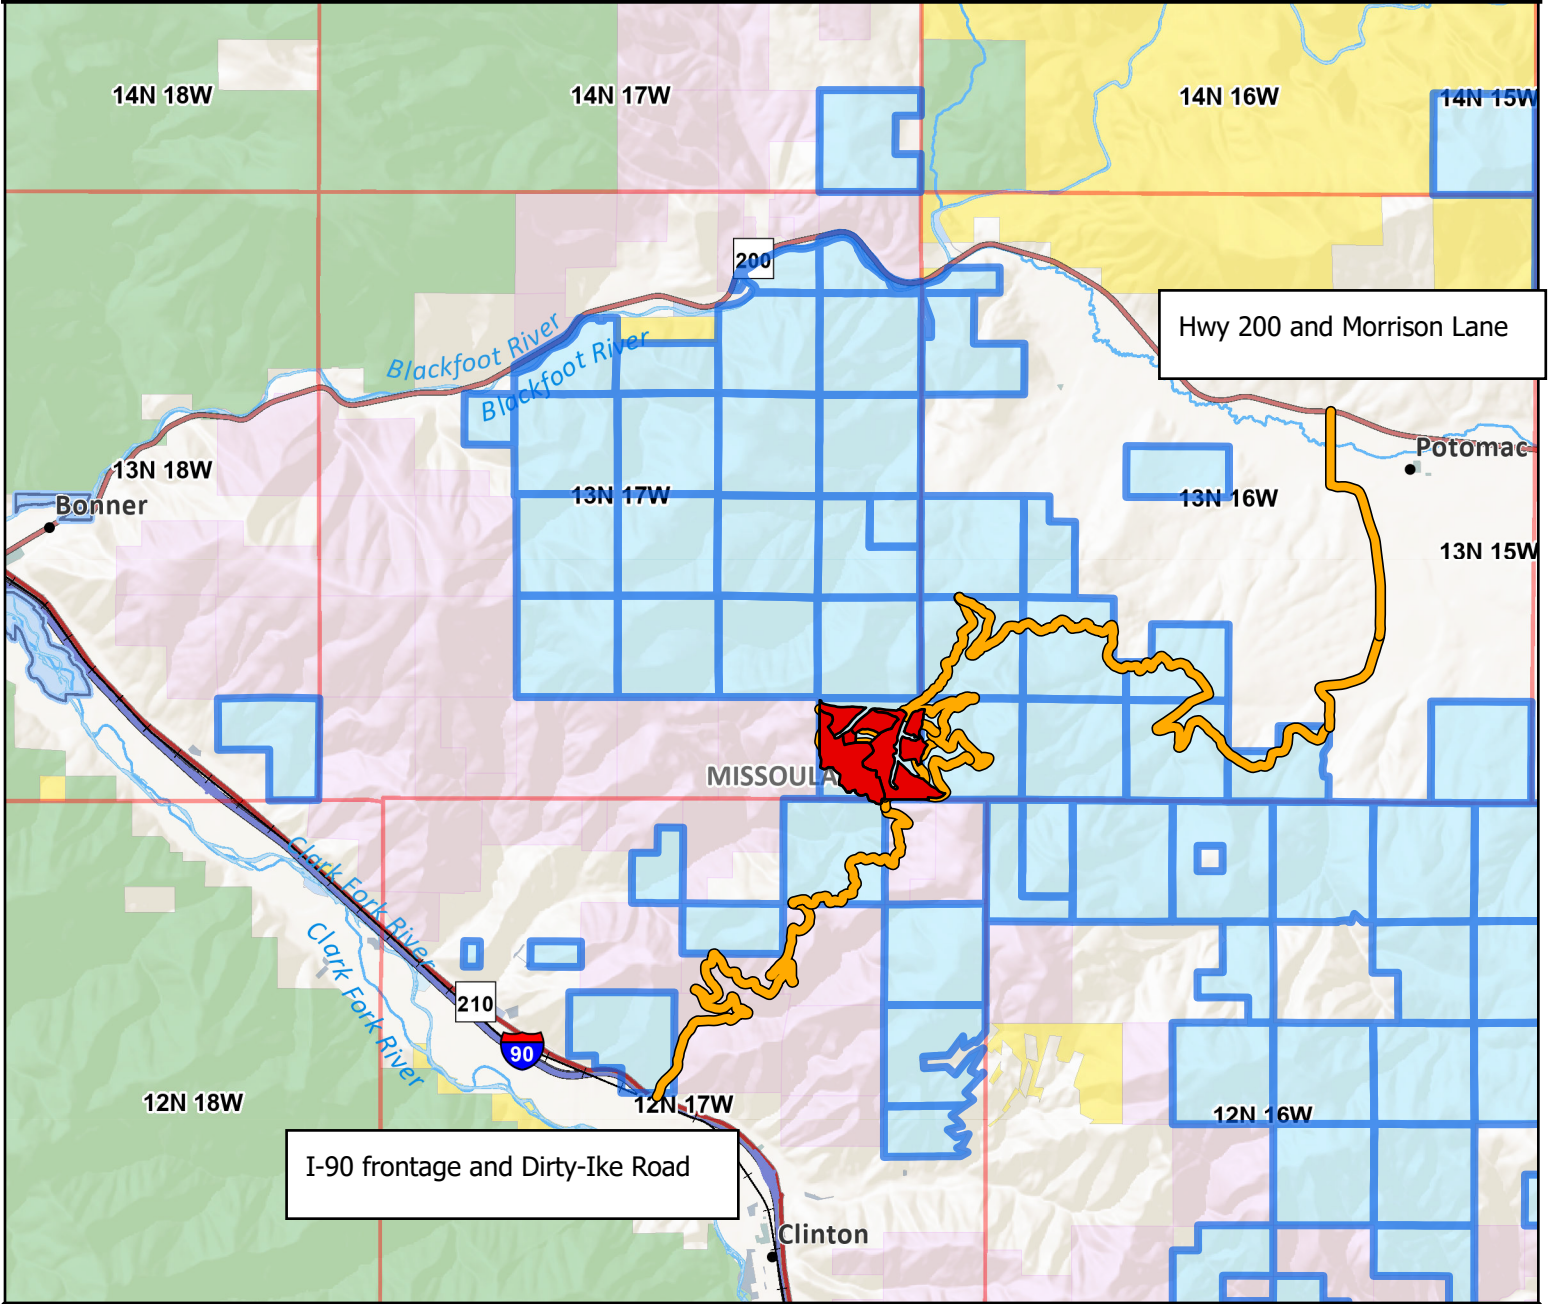 14N 18W
14N 17W
14N 16W
14N 15W
200
Hwy 200 and Morrison Lane
Blackfoot River
Blackfoot River
Potomac
13N 18W
13N 17W
13N 16W
Bonner
13N 15W
MISSOULA
Clark Fork River
Clark Fork River
210
90
12N 18W
12N 17W
12N 16W
I-90 frontage and Dirty-Ike Road
Clinton